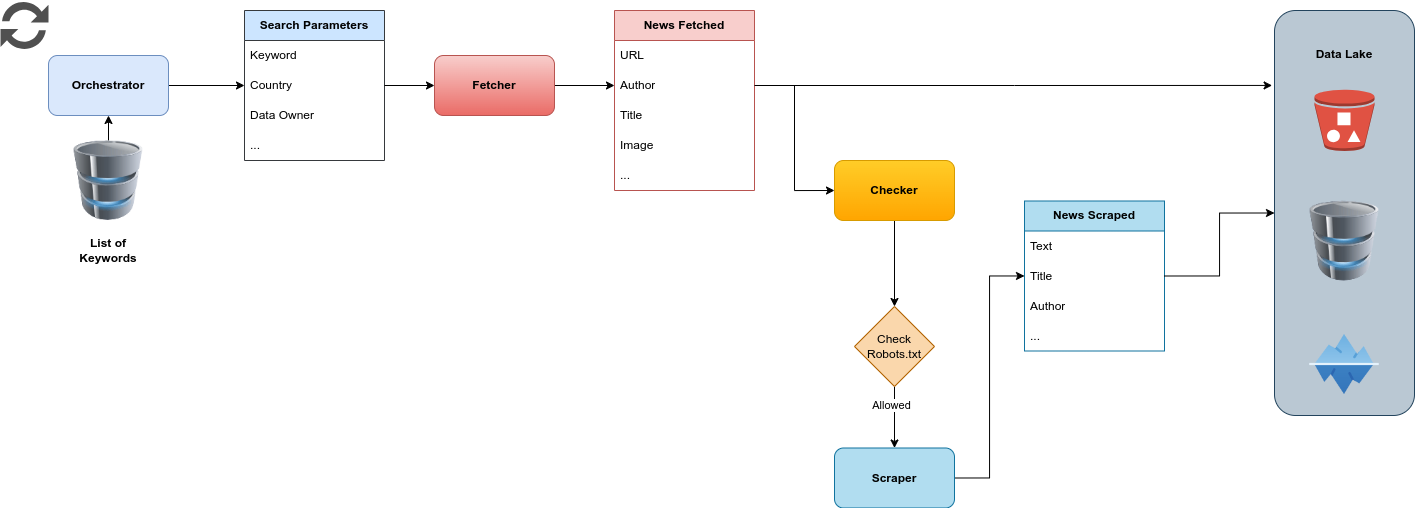 Orchestrator
List of
Keywords
Search Parameters
Keyword
Country
Data Owner
...
Fetcher
News Fetched
URL
Author
Title
Image
...
Checker
Check
Robots.txt
Allowed
Scraper
News Scraped
Text
Title
Author
...
Data Lake